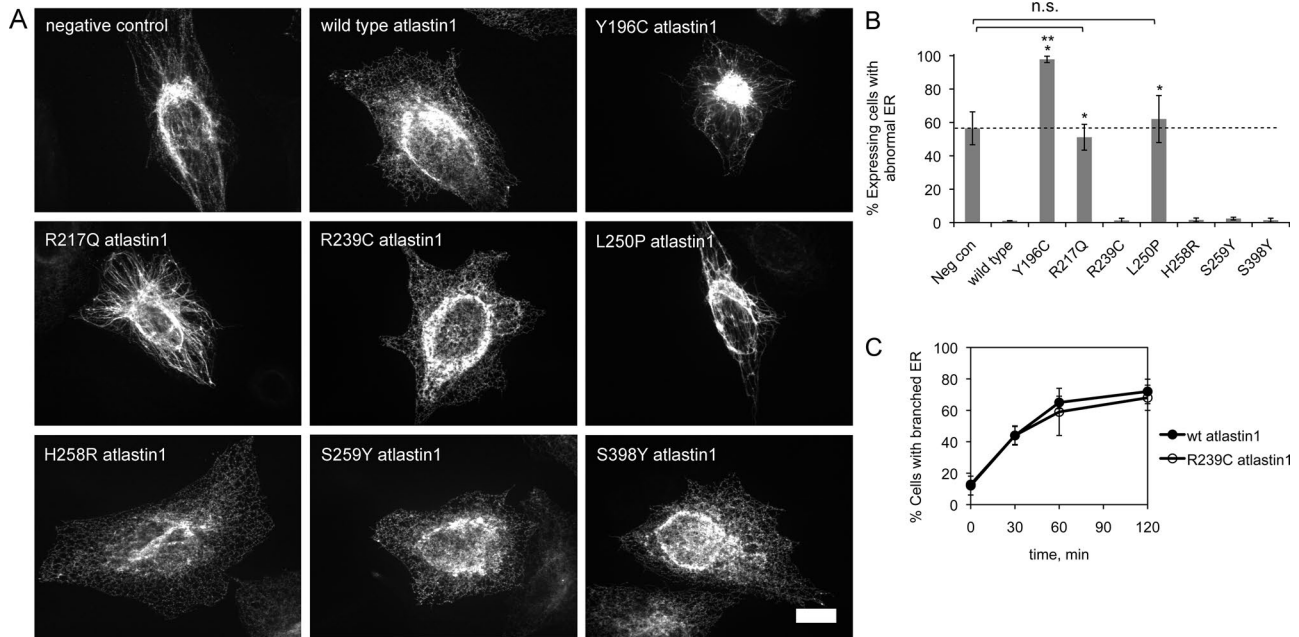 A
negative control
wild type atlastin1
Y196C atlastin1
R217Q atlastin1
R239C atlastin1
L250P atlastin1
H258R atlastin1
S259Y atlastin1
S398Y atlastin1
B
n.s.
% Expressing cells with
abnormal ER
100
80
60
40
20
0
**
*
*
*
Neg con
wild type
Y196C
R217Q
R239C
L250P
H258R
S259Y
S398Y
C
% Cells with branched ER
100
80
60
40
20
0
0
30
60
90
120
time, min
wt atlastin1
R239C atlastin1